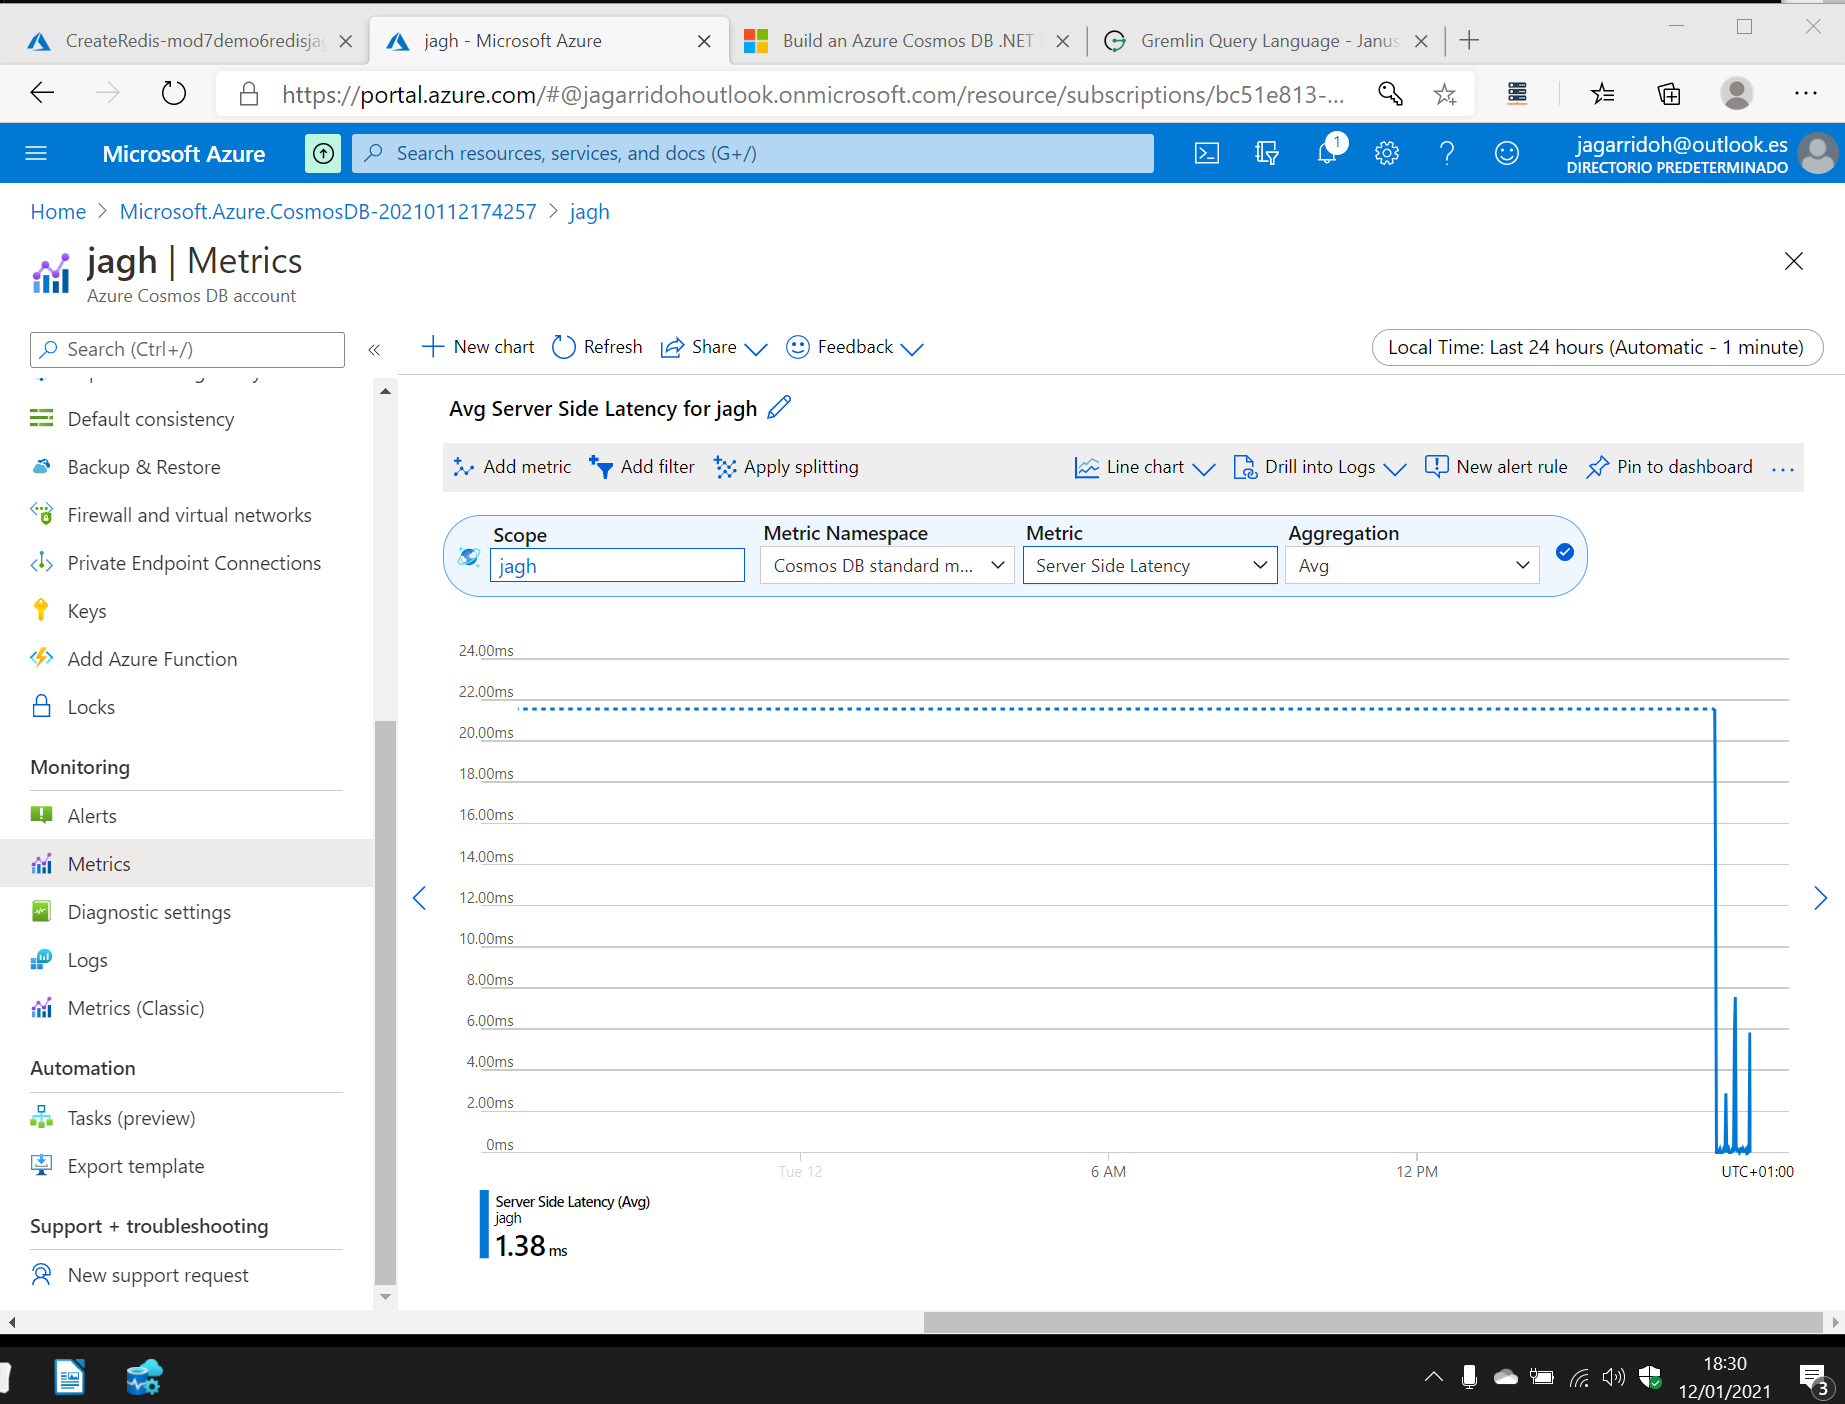 CreateRedis-mod7demo6redisjag
jagh - Microsoft Azure
Build an Azure Cosmos DB .NET
Gremlin Query Language - Janus
https://portal.azure.com/#@jagarridohoutlook.onmicrosoft.com/resource/subscriptions/bc51e813-...
Microsoft Azure
Search resources, services, and docs (G+/)
1
jagarridoh@outlook.es
DIRECTORIO PREDETERMINADO
Home > Microsoft.Azure.CosmosDB-20210112174257 > jagh
jagh | Metrics
Azure Cosmos DB account
Search (Ctrl+/)
Default consistency
Backup & Restore
Firewall and virtual networks
Private Endpoint Connections
Keys
Add Azure Function
Locks
Monitoring
Alerts
Metrics
Diagnostic settings
Logs
Metrics (Classic)
Automation
Tasks (preview)
Export template
Support + troubleshooting
New support request
New chart Refresh Share Feedback
Local Time: Last 24 hours (Automatic - 1 minute)
Avg Server Side Latency for jagh
Add metric Add filter Apply splitting
Line chart Drill into Logs New alert rule Pin to dashboard ...
Scope Metric Namespace Metric Aggregation
jagh Cosmos DB standard m... Server Side Latency Avg
24.00ms
22.00ms
20.00ms
18.00ms
16.00ms
14.00ms
12.00ms
10.00ms
8.00ms
6.00ms
4.00ms
2.00ms
0ms
Tue 12 6 AM 12 PM UTC+01:00
Server Side Latency (Avg)
jagh
1.38 ms
18:30
12/01/2021
3